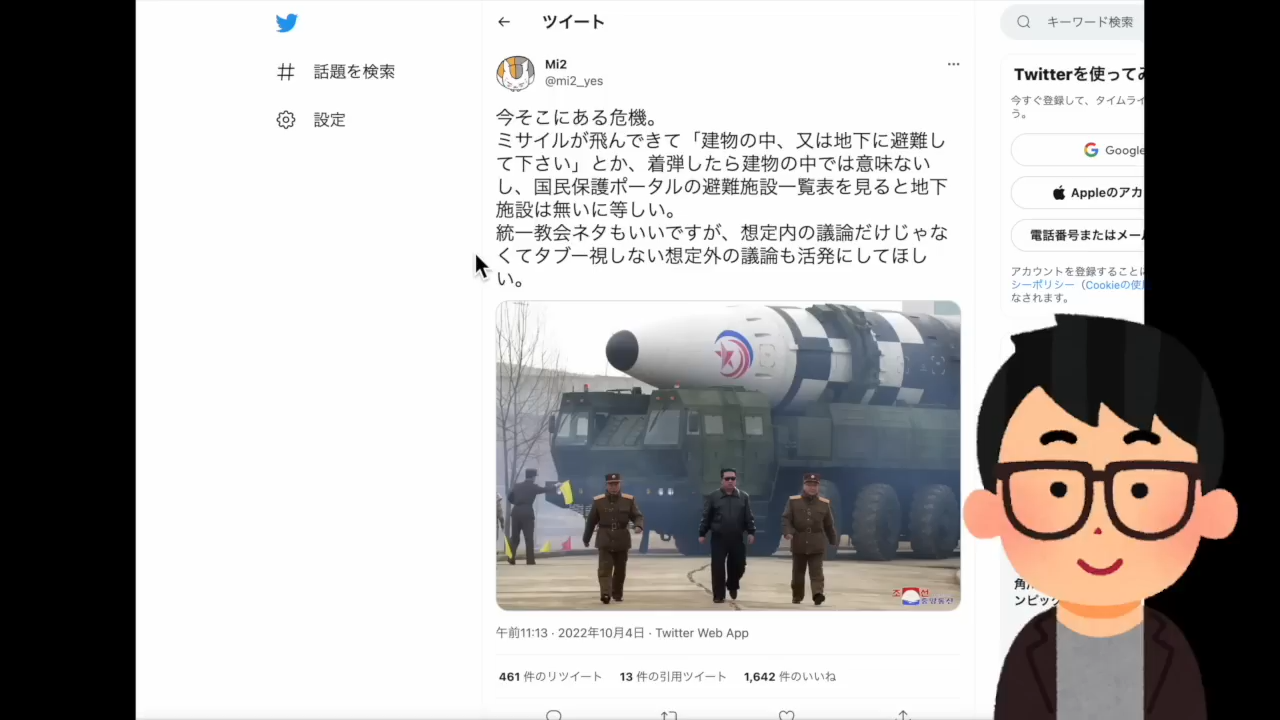 ツイート
キーワード検索
話題を検索
設定
Mi2
@mi2_yes
今そこにある危機。
ミサイルが飛んできて「建物の中、又は地下に避難し
て下さい」とか、着弾したら建物の中では意味ない
し、国民保護ポータルの避難施設一覧表を見ると地下
施設は無いに等しい。
統一教会ネタもいいですが、想定内の議論だけじゃな
くてタブー視しない想定外の議論も活発にしてほし
い。
午前11:13 · 2022年10月4日 · Twitter Web App
461 件のリツイート 13 件の引用ツイート 1,642 件のいいね
Twitterを使って
今すぐ登録して、タイムライ
う。
Google
Appleのアカ
電話番号またはメー
アカウントを登録すること
シーポリシー（Cookieの使
なされます。
ンピッ